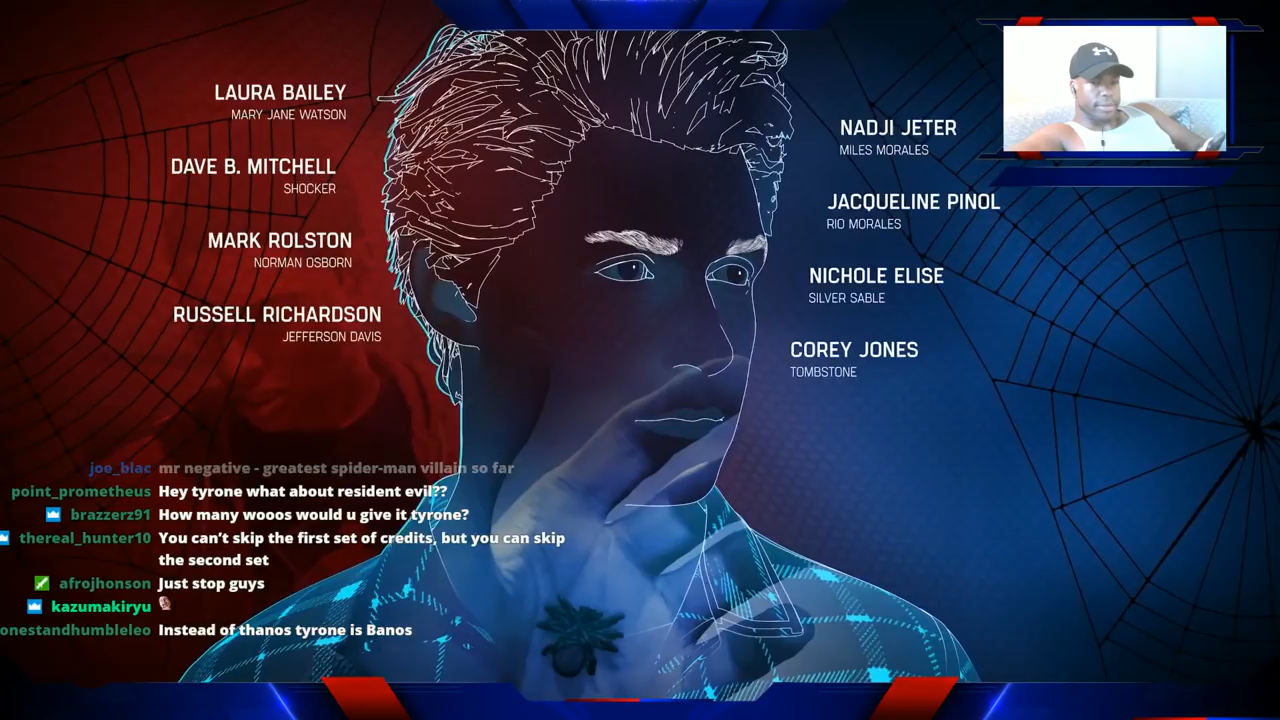 LAURA BAILEY
MARY JANE WATSON
DAVE B. MITCHELL
SHOCKER
MARK ROLSTON
NORMAN OSBORN
RUSSELL RICHARDSON
JEFFERSON DAVIS
NADJI JETER
MILES MORALES
JACQUELINE PINOL
RIO MORALES
NICHOLE ELISE
SILVER SABLE
COREY JONES
TOMBSTONE
joe_blac mr negative - greatest spider-man villain so far
point_prometheus Hey tyrone what about resident evil??
brazzerz91 How many wooos would u give it tyrone?
thereal_hunter10 You can't skip the first set of credits, but you can skip
the second set
afrojhonson Just stop guys
kazumakiryu
onestandhumbleleo Instead of thanos tyrone is Banos